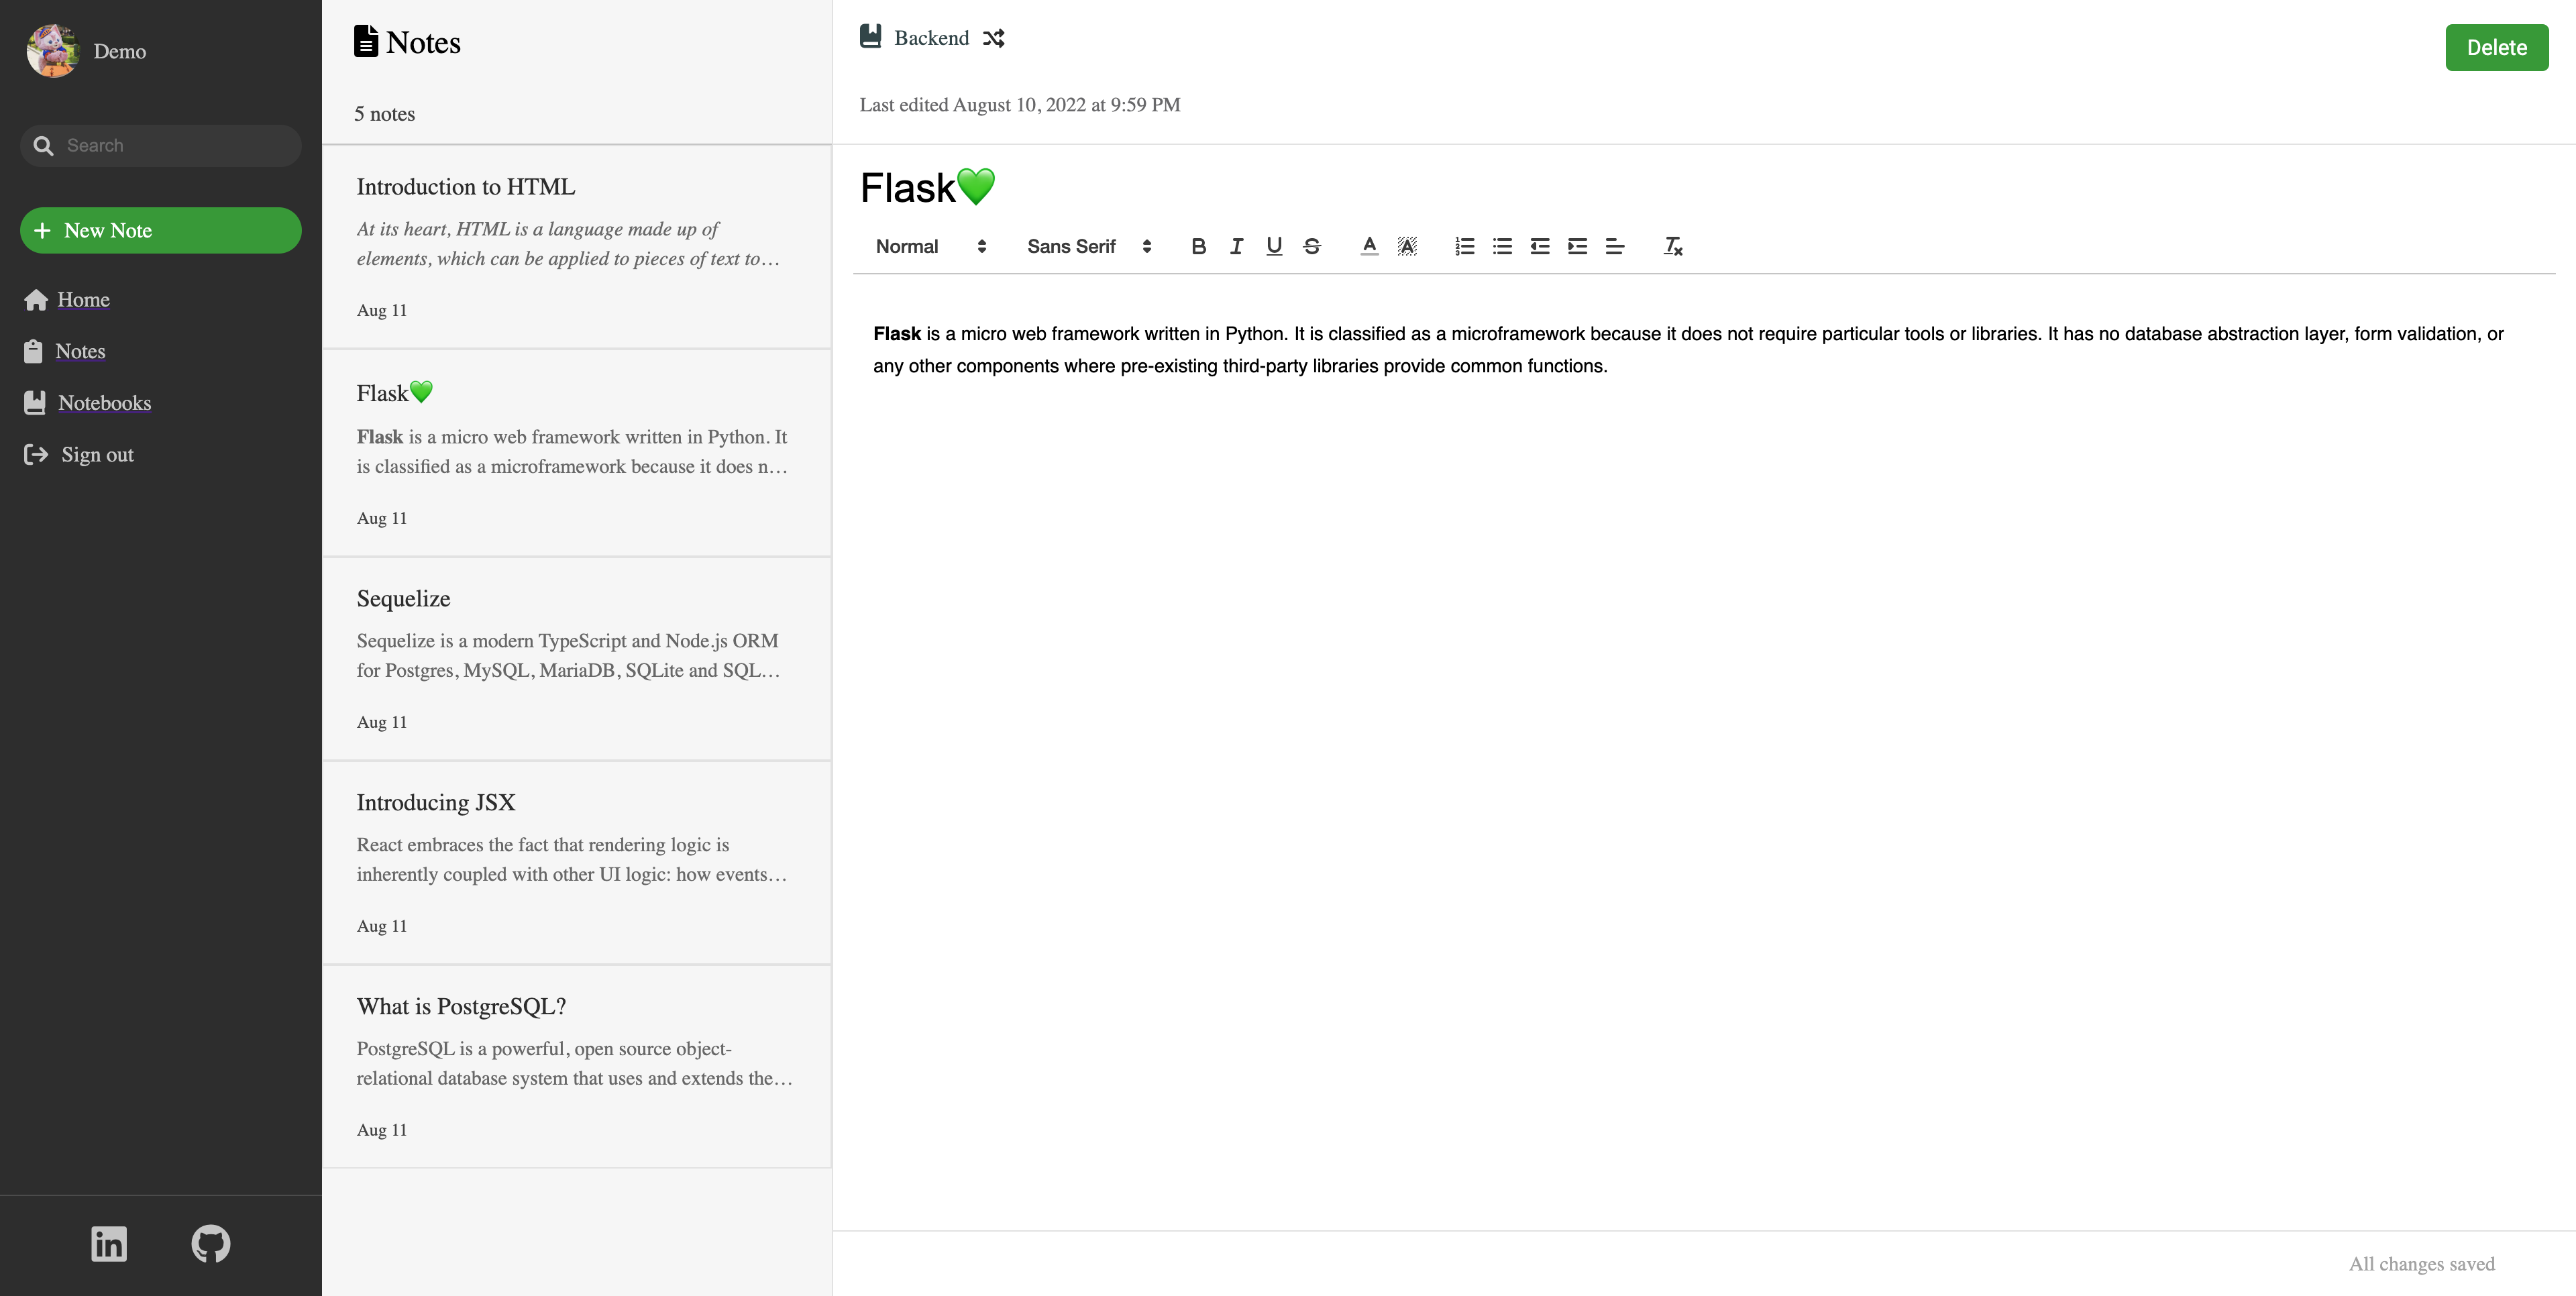 Demo
Search
New Note
Home
Notes
Notebooks
Sign out
Notes
5 notes
Introduction to HTML
At its heart, HTML is a language made up of
elements, which can be applied to pieces of text to…
Aug 11
Flask💚
Flask is a micro web framework written in Python. It
is classified as a microframework because it does n…
Aug 11
Sequelize
Sequelize is a modern TypeScript and Node.js ORM
for Postgres, MySQL, MariaDB, SQLite and SQL…
Aug 11
Introducing JSX
React embraces the fact that rendering logic is
inherently coupled with other UI logic: how events…
Aug 11
What is PostgreSQL?
PostgreSQL is a powerful, open source object-
relational database system that uses and extends the…
Aug 11
Backend
Delete
Last edited August 10, 2022 at 9:59 PM
Flask💚
Normal Sans Serif
Flask is a micro web framework written in Python. It is classified as a microframework because it does not require particular tools or libraries. It has no database abstraction layer, form validation, or
any other components where pre-existing third-party libraries provide common functions.
All changes saved